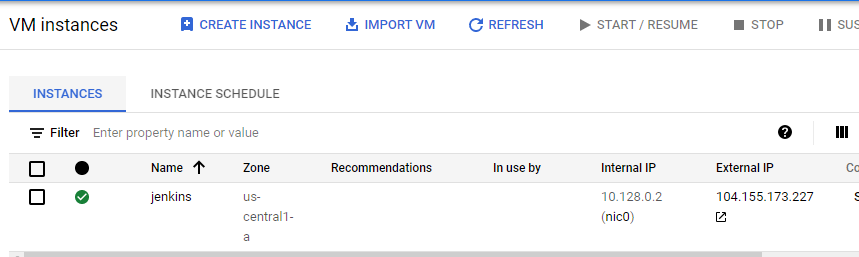 VM instances CREATE INSTANCE IMPORT VM REFRESH START / RESUME STOP SUS
INSTANCES INSTANCE SCHEDULE
Filter Enter property name or value
Name Zone Recommendations In use by Internal IP External IP Co
jenkins us- 10.128.0.2 104.155.173.227 S
central1- (nic0)
a